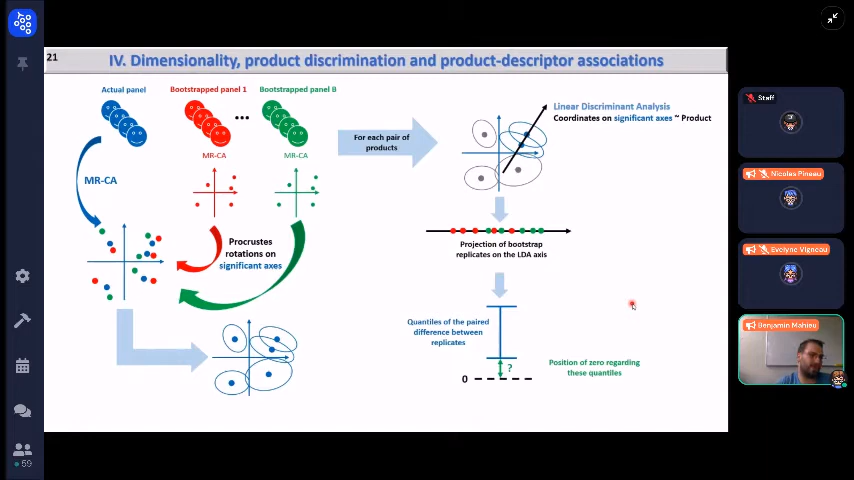 21
IV. Dimensionality, product discrimination and product-descriptor associations
Actual panel
Bootstrapped panel 1
Bootstrapped panel B
...
MR-CA
MR-CA
MR-CA
Procrustes
rotations on
significant axes
For each pair of
products
Linear Discriminant Analysis
Coordinates on significant axes ~ Product
Projection of bootstrap
replicates on the LDA axis
Quantiles of the paired
difference between
replicates
?
0
Position of zero regarding
these quantiles
Staff
Nicolas Pineau
Evelyne Vigneau
Benjamin Mahieu
59